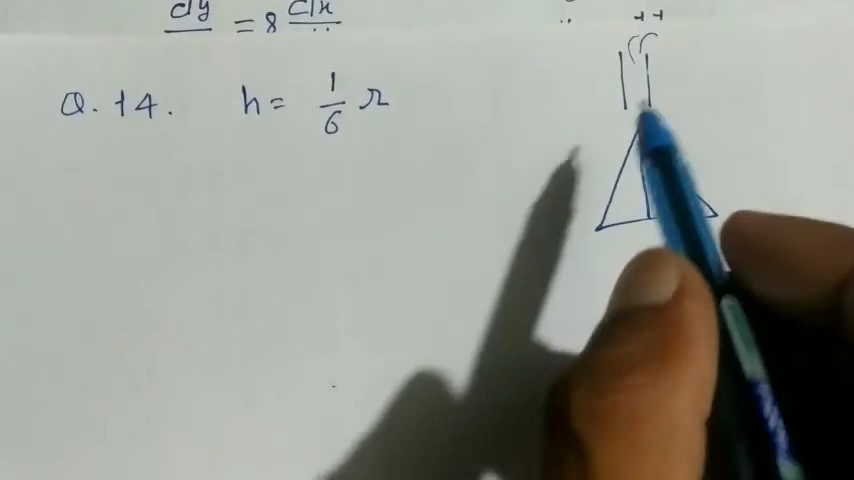 dy = 8 dx
Q. 14. h = 1/6 r